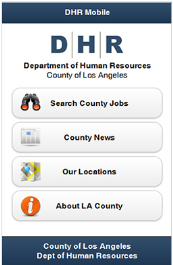 DHR Mobile
D|H|R
Department of Human Resources
County of Los Angeles
Search County Jobs
County News
Our Locations
About LA County
County of Los Angeles
Dept of Human Resources